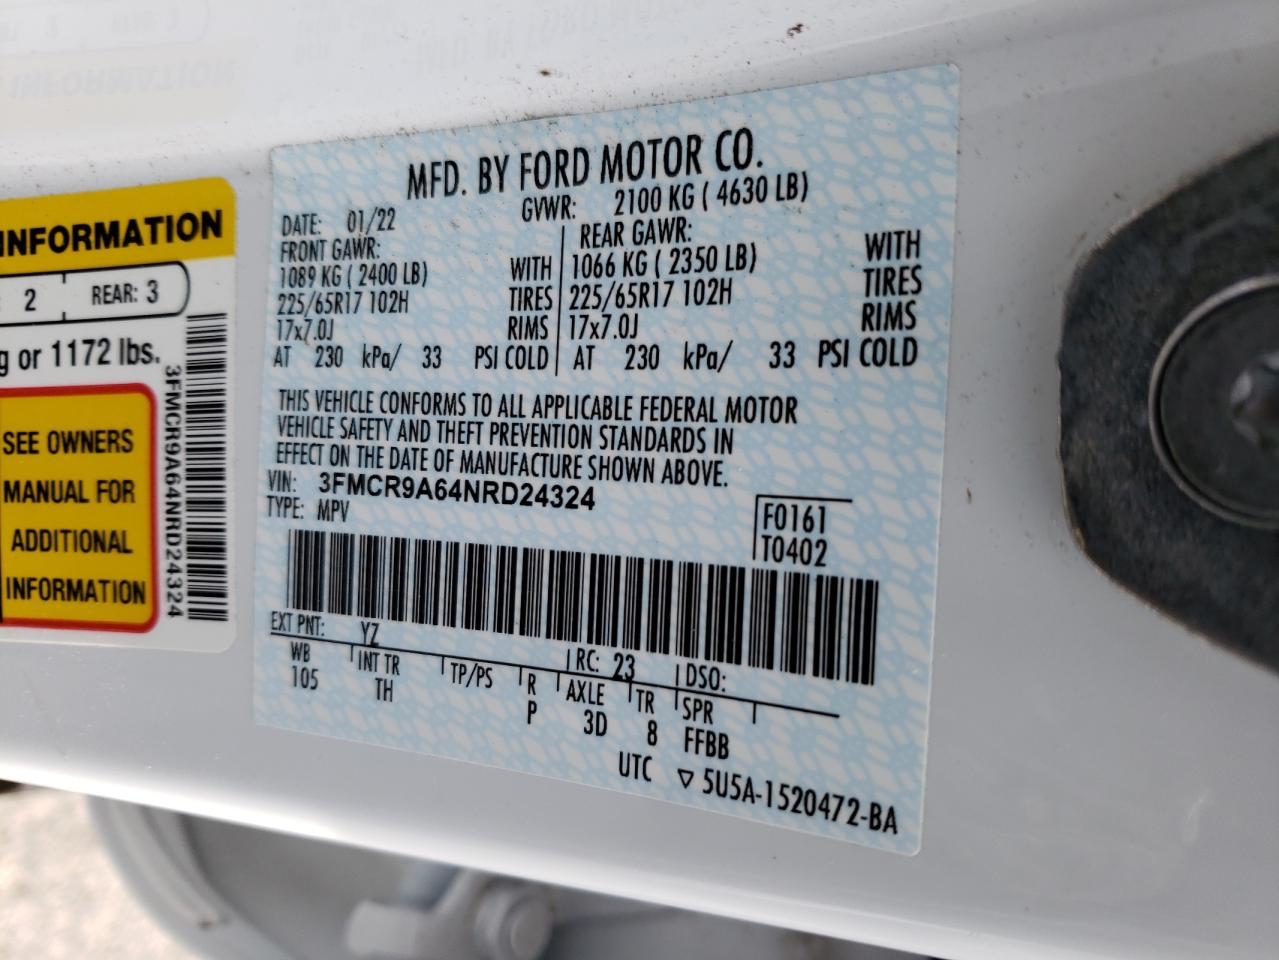 INFORMATION
2 REAR: 3
g or 1172 lbs.
SEE OWNERS
MANUAL FOR
ADDITIONAL
INFORMATION
3FMCR9A64NRD24324
MFD. BY FORD MOTOR CO.
DATE: 01/22 GVWR: 2100 KG ( 4630 LB)
FRONT GAWR: REAR GAWR:
1089 KG ( 2400 LB) WITH 1066 KG ( 2350 LB) WITH
225/65R17 102H TIRES 225/65R17 102H TIRES
17x7.0J RIMS 17x7.0J RIMS
AT 230 kPa/ 33 PSI COLD AT 230 kPa/ 33 PSI COLD
THIS VEHICLE CONFORMS TO ALL APPLICABLE FEDERAL MOTOR
VEHICLE SAFETY AND THEFT PREVENTION STANDARDS IN
EFFECT ON THE DATE OF MANUFACTURE SHOWN ABOVE.
VIN: 3FMCR9A64NRD24324
TYPE: MPV
F0161
T0402
EXT PNT: YZ RC: 23 DSO:
WB INT TR TP/PS R AXLE TR SPR
105 TH P 3D 8 FFBB
UTC ▽ 5U5A-1520472-BA